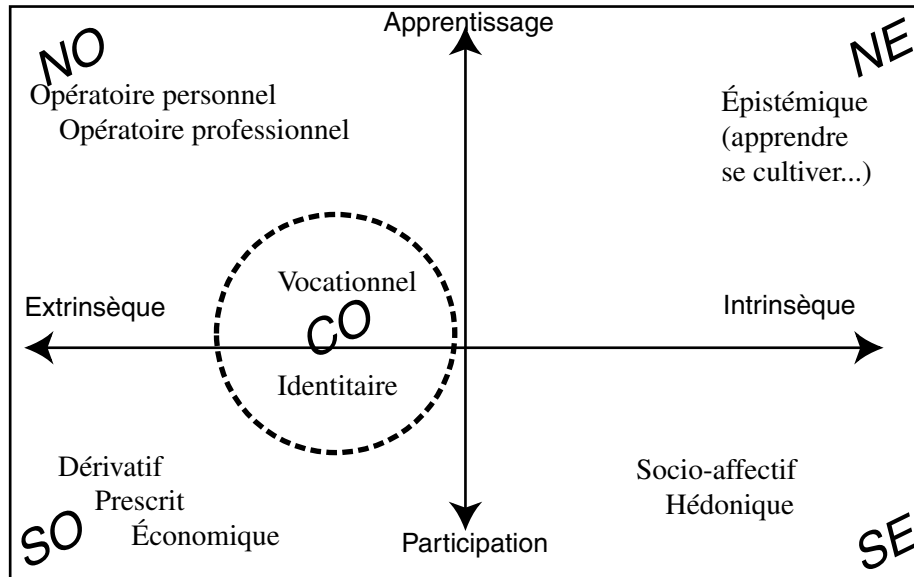 Apprentissage
NO
NE
Opératoire personnel
Opératoire professionnel
Épistémique
(apprendre
se cultiver...)
Vocationnel
Extrinsèque
CO
Intrinsèque
Identitaire
Dérivatif
Prescrit
Économique
Socio-affectif
Hédonique
SO
Participation
SE